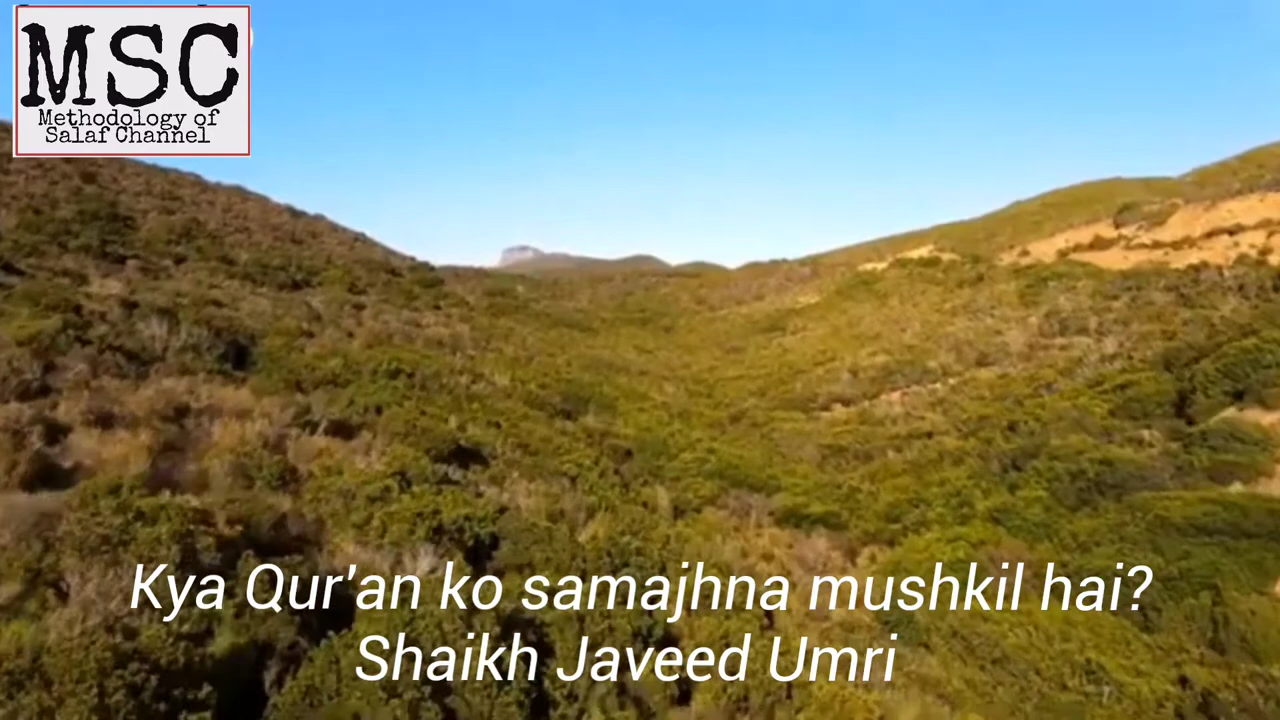 MSC
Methodology of
Salaf Channel
Kya Qur'an ko samajhna mushkil hai?
Shaikh Javeed Umri